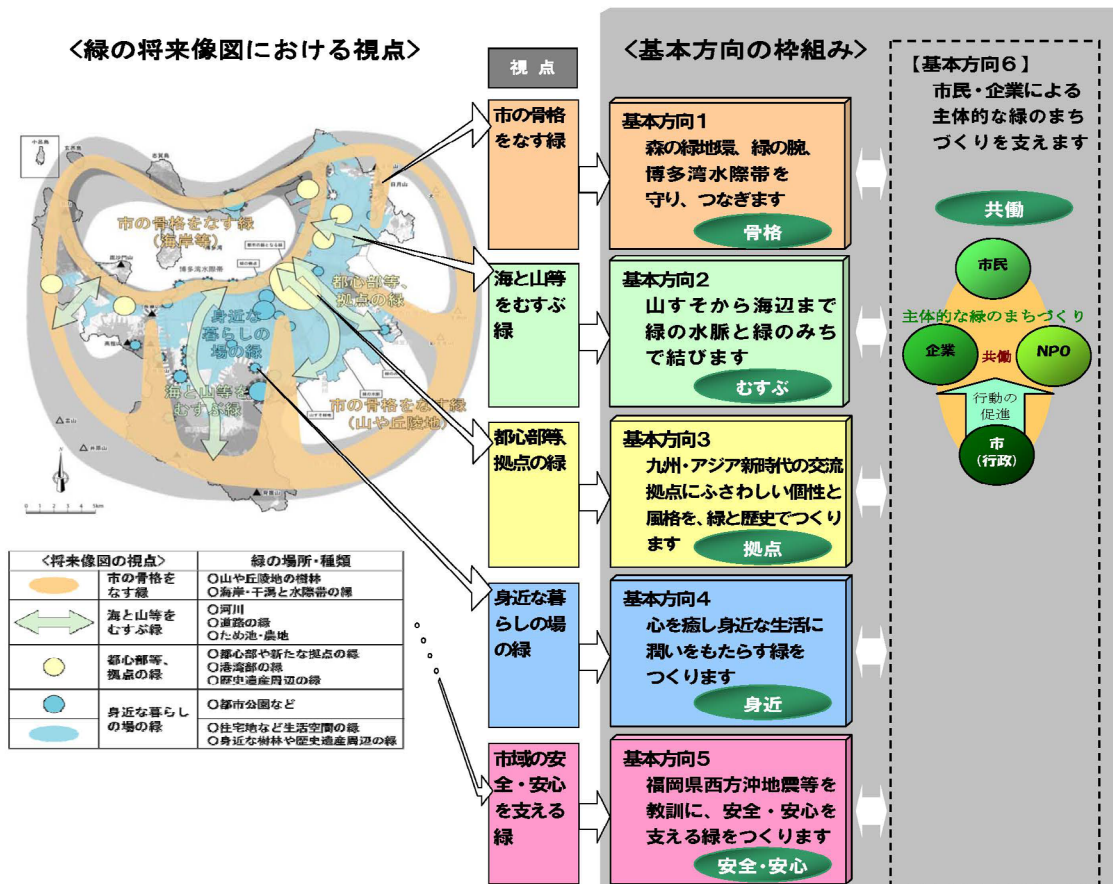 <緑の将来像図における視点>
小呂島
玄界島
志賀島
市の骨格をなす緑
(海岸等)
博多湾
博多湾水際帯
都心部等、
拠点の緑
身近な
暮らしの
場の緑
海と山等を
むすぶ緑
市の骨格をなす緑
(山や丘陵地)
0 1 2 3 4 5km
<将来像図の視点>
緑の場所・種類
市の骨格を
なす緑
○山や丘陵地の樹林
○海岸・干潟と水際帯の緑
海と山等を
むすぶ緑
○河川
○道路の緑
○ため池・農地
都心部等、
拠点の緑
○都心部や新たな拠点の緑
○港湾部の緑
○歴史遺産周辺の緑
身近な暮らし
の場の緑
○都市公園など
○住宅地など生活空間の緑
○身近な樹林や歴史遺産周辺の緑
視 点
市の骨格
をなす緑
海と山等
をむすぶ
緑
都心部等、
拠点の緑
身近な暮
らしの場
の緑
市域の安
全・安心
を支える
緑
<基本方向の枠組み>
基本方向1
森の緑地環、緑の腕、
博多湾水際帯を
守り、つなぎます
骨格
基本方向2
山すそから海辺まで
緑の水脈と緑のみち
で結びます
むすぶ
基本方向3
九州・アジア新時代の交流
拠点にふさわしい個性と
風格を、緑と歴史でつくり
ます
拠点
基本方向4
心を癒し身近な生活に
潤いをもたらす緑を
つくります
身近
基本方向5
福岡県西方沖地震等を
教訓に、安全・安心を
支える緑をつくります
安全・安心
【基本方向6】
市民・企業による
主体的な緑のまち
づくりを支えます
共働
市民
主体的な緑のまちづくり
企業
共働
NPO
行動の
促進
市
(行政)